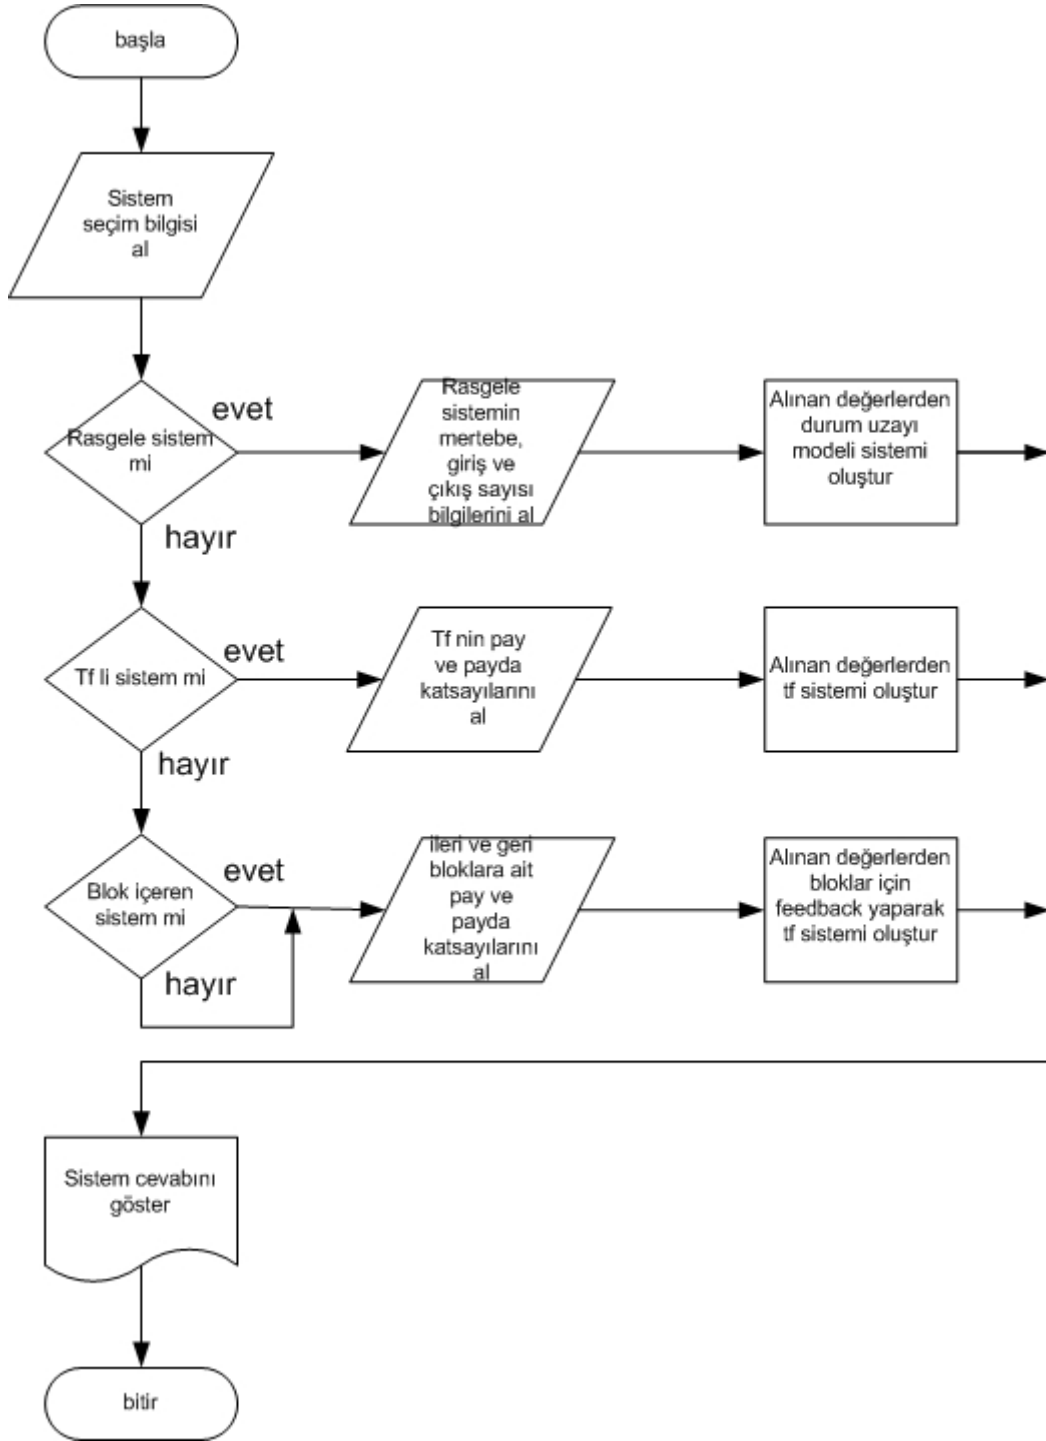 başla
Sistem
seçim bilgisi
al
evet
Rasgele sistem
mi
Rasgele
sistemin
mertebe,
giriş ve
çıkış sayısı
bilgilerini al
Alınan değerlerden
durum uzayı
modeli sistemi
oluştur
hayır
evet
Tf li sistem mi
Tf nin pay
ve payda
katsayılarını
al
Alınan değerlerden
tf sistemi oluştur
hayır
evet
Blok içeren
sistem mi
ileri ve geri
bloklara ait
pay ve
payda
katsayılarını
al
Alınan değerlerden
bloklar için
feedback yaparak
tf sistemi oluştur
hayır
Sistem cevabını
göster
bitir